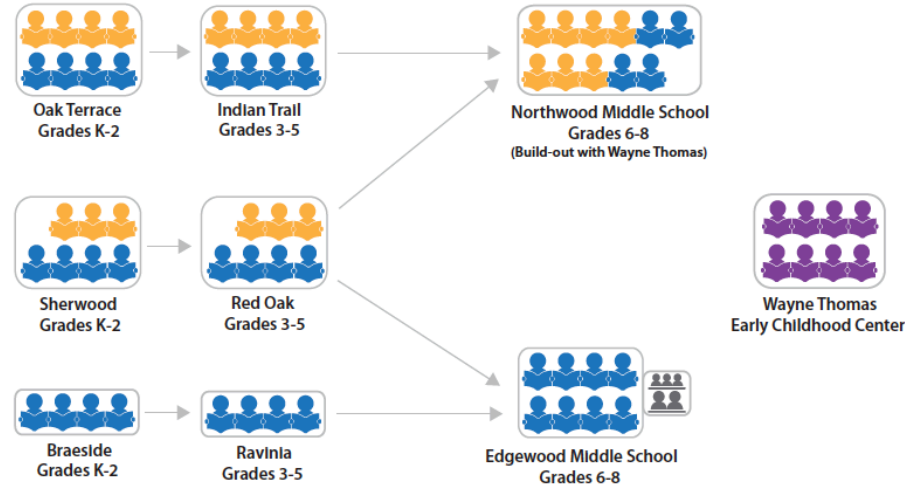 Oak Terrace
Grades K-2
Indian Trail
Grades 3-5
Northwood Middle School
Grades 6-8
(Build-out with Wayne Thomas)
Sherwood
Grades K-2
Red Oak
Grades 3-5
Wayne Thomas
Early Childhood Center
Braeside
Grades K-2
Ravinia
Grades 3-5
Edgewood Middle School
Grades 6-8